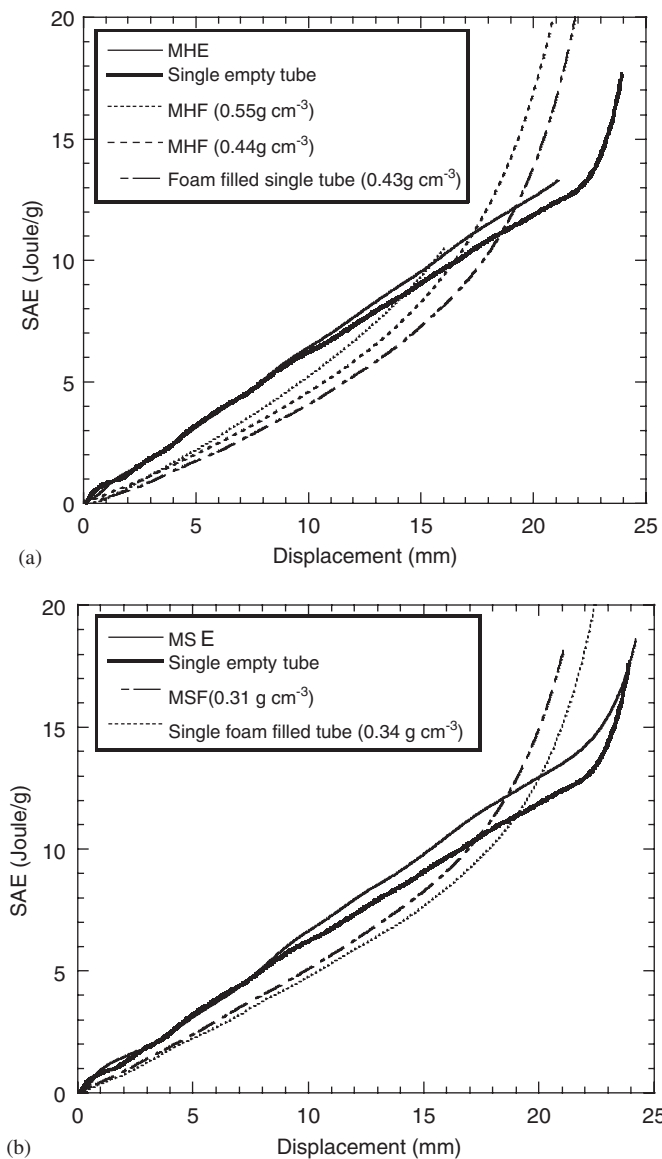 20
15
10
5
0
SAE (Joule/g)
MHE
Single empty tube
MHF (0.55g cm-3)
MHF (0.44g cm-3)
Foam filled single tube (0.43g cm-3)
0 5 10 15 20 25
Displacement (mm)
(a)
20
15
10
5
0
SAE (Joule/g)
MS E
Single empty tube
MSF(0.31 g cm-3)
Single foam filled tube (0.34 g cm-3)
0 5 10 15 20 25
Displacement (mm)
(b)